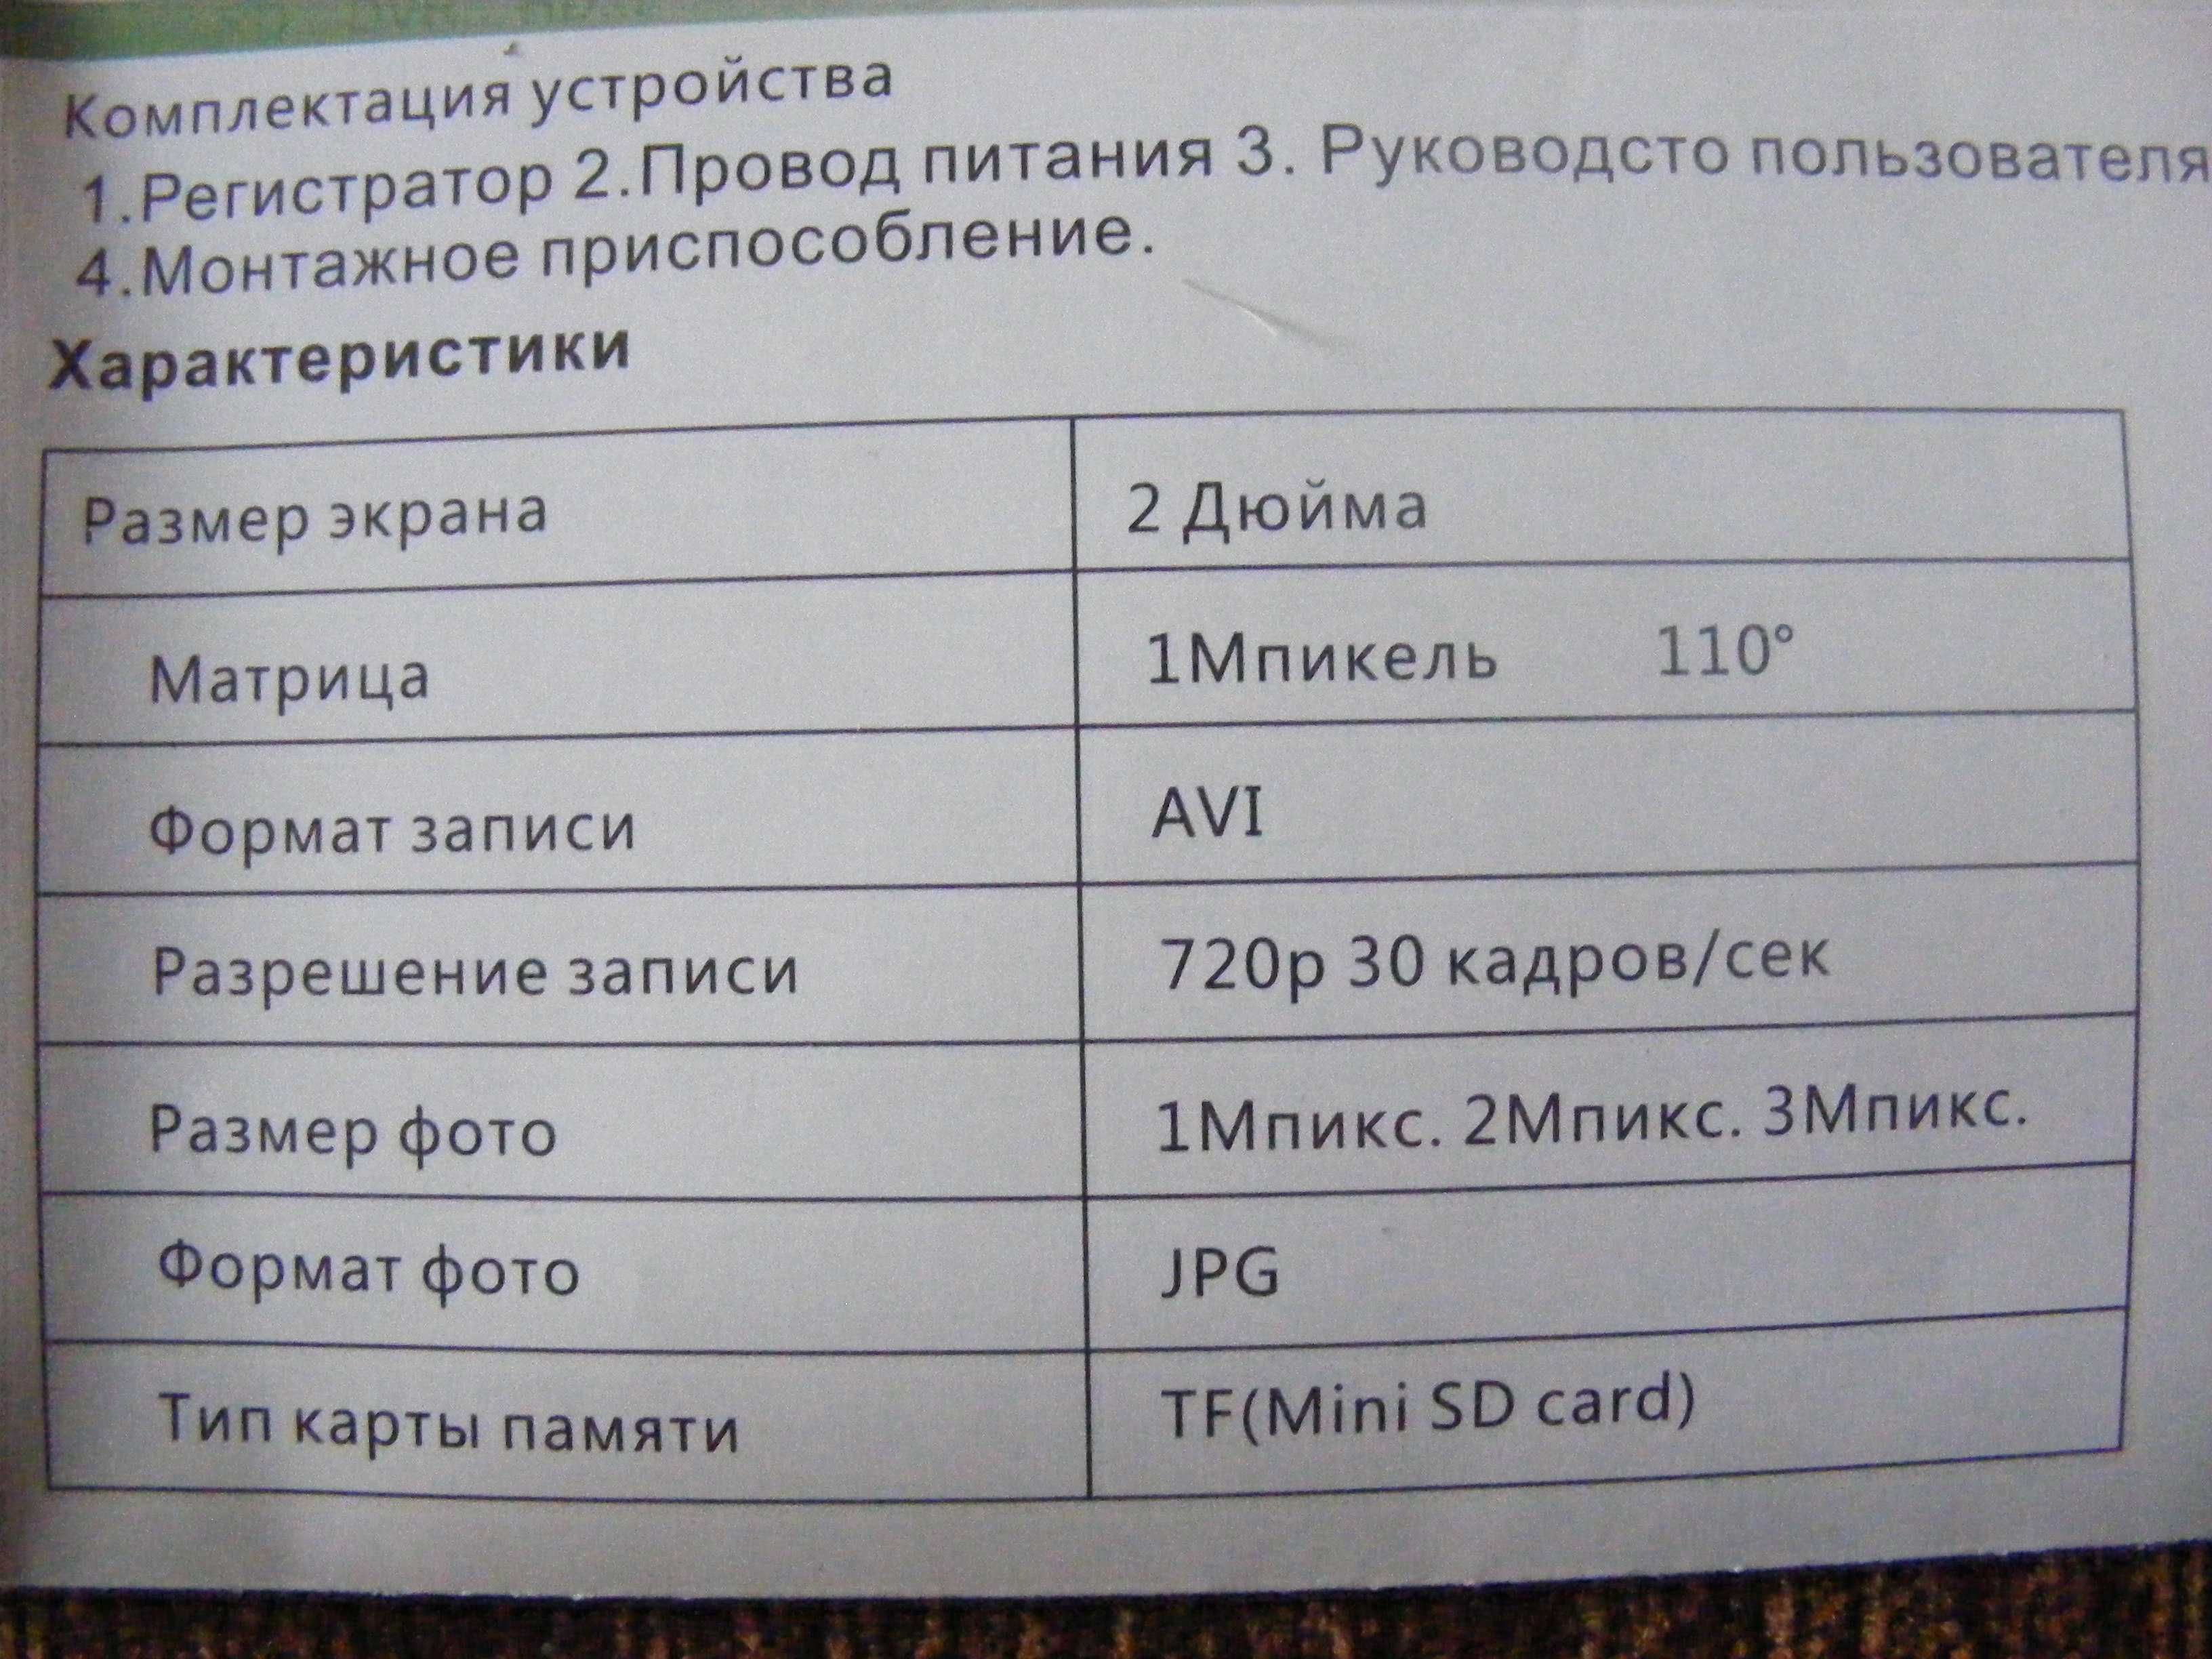 Комплектация устройства
1.Регистратор 2.Провод питания 3. Руководсто пользователя
4.Монтажное приспособление.
Характеристики
Размер экрана 2 Дюйма
Матрица 1Мпикель 110°
Формат записи AVI
Разрешение записи 720p 30 кадров/сек
Размер фото 1Мпикс. 2Мпикс. 3Мпикс.
Формат фото JPG
Тип карты памяти TF(Mini SD card)